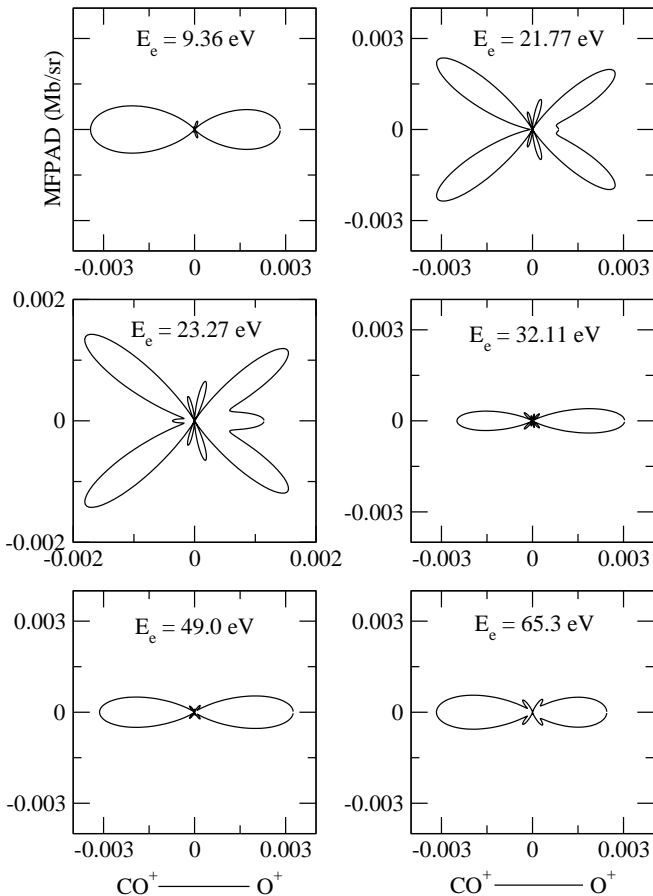 E_e = 9.36 eV
MFPAD (Mb/sr)
0
-0.003 0 0.003
E_e = 21.77 eV
0.003
0
-0.003
-0.003 0 0.003
E_e = 23.27 eV
0.002
0
-0.002
-0.002 0 0.002
E_e = 32.11 eV
0.003
0
-0.003
-0.003 0 0.003
E_e = 49.0 eV
0.003
0
-0.003
-0.003 0 0.003
E_e = 65.3 eV
0.003
0
-0.003
-0.003 0 0.003
CO⁺ O⁺
CO⁺ O⁺